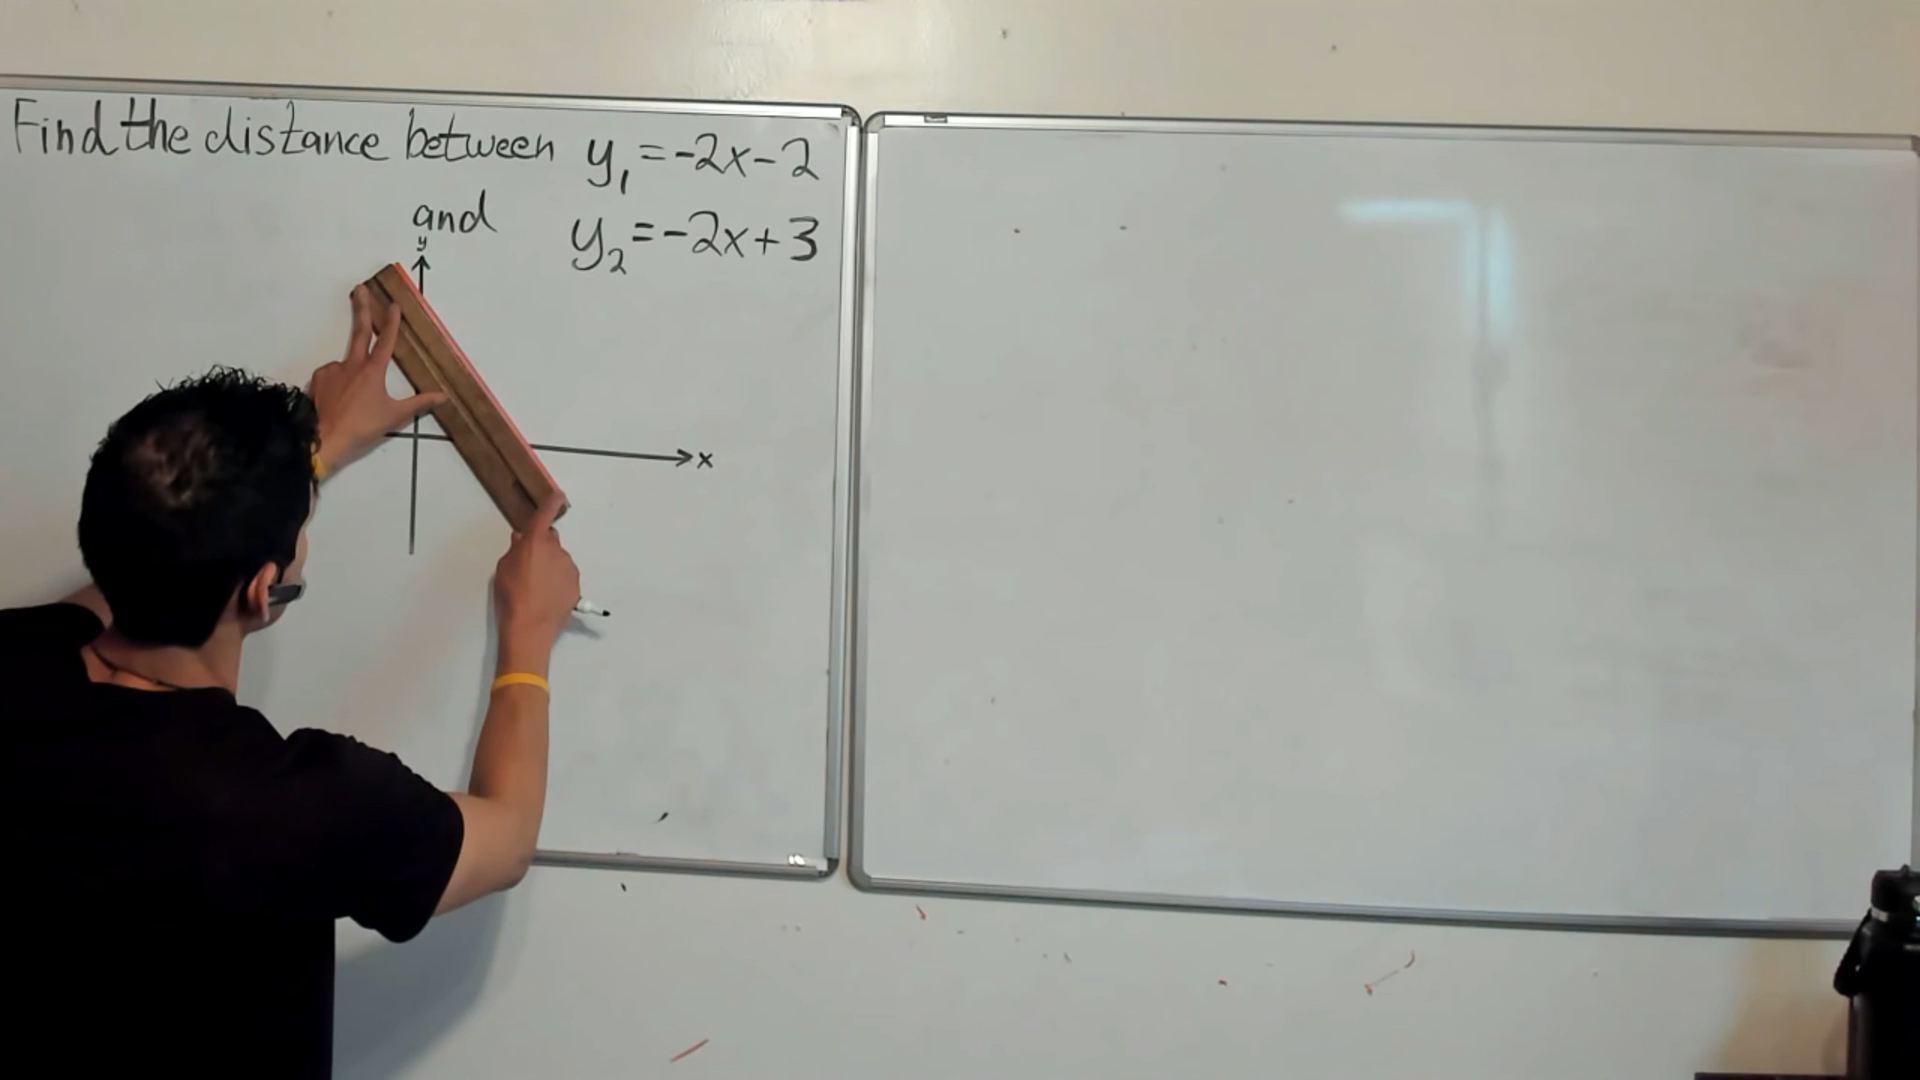 Find the distance between y₁ = -2x - 2
and y₂ = -2x + 3
y
x